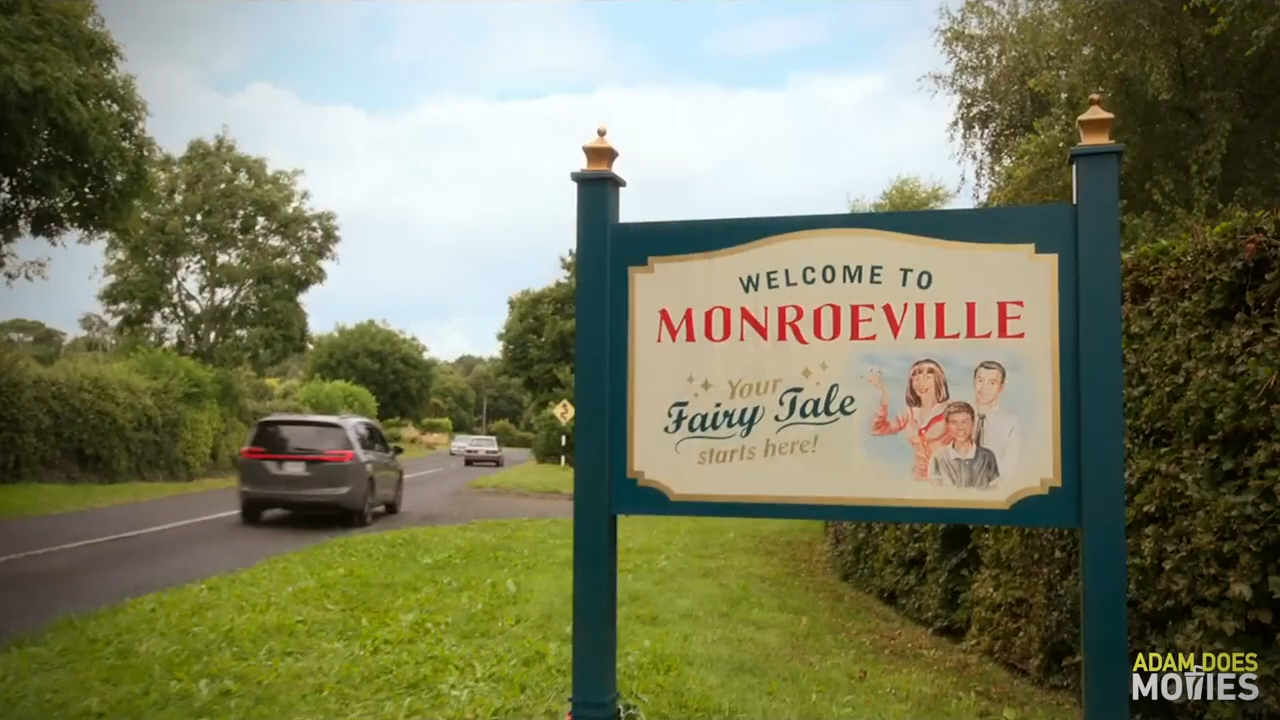 WELCOME TO
MONROEVILLE
Your
Fairy Tale
starts here!
ADAM DOES
MOVIES